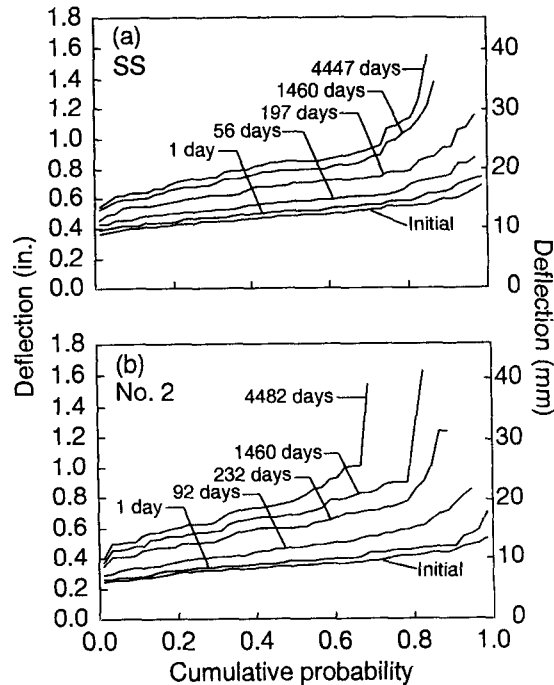 (a)
SS
4447 days
1460 days
197 days
56 days
1 day
Initial
1.8
1.6
1.4
1.2
1.0
0.8
0.6
0.4
0.2
0.0
40
30
20
10
0
Deflection (in.)
Deflection (mm)
(b)
No. 2
4482 days
1460 days
232 days
92 days
1 day
Initial
1.8
1.6
1.4
1.2
1.0
0.8
0.6
0.4
0.2
0.0
40
30
20
10
0
0.0 0.2 0.4 0.6 0.8 1.0
Cumulative probability